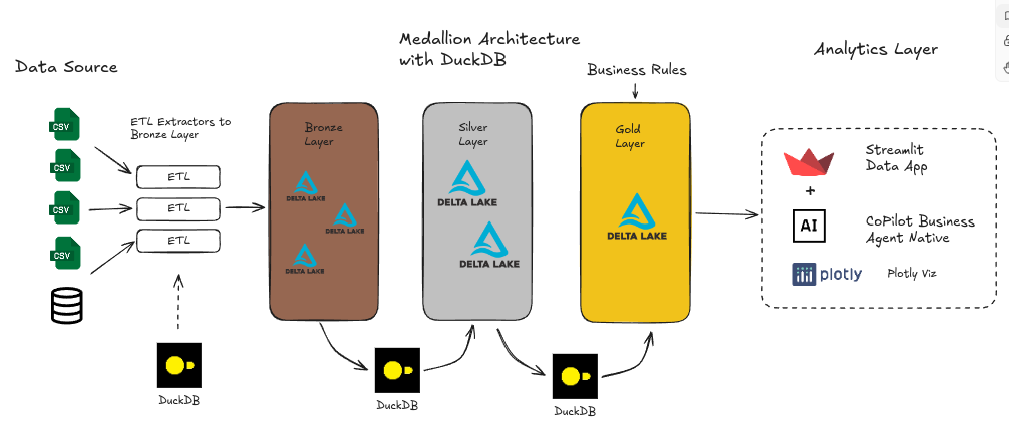 Medallion Architecture
with DuckDB
Analytics Layer
Data Source
Business Rules
CSV
CSV
CSV
CSV
ETL Extractors to
Bronze Layer
ETL
ETL
ETL
DuckDB
Bronze
Layer
DELTA LAKE
DELTA LAKE
DELTA LAKE
DuckDB
Silver
Layer
DELTA LAKE
DELTA LAKE
DuckDB
Gold
Layer
DELTA LAKE
Streamlit
Data App
+
AI
CoPilot Business
Agent Native
plotly
Plotly Viz